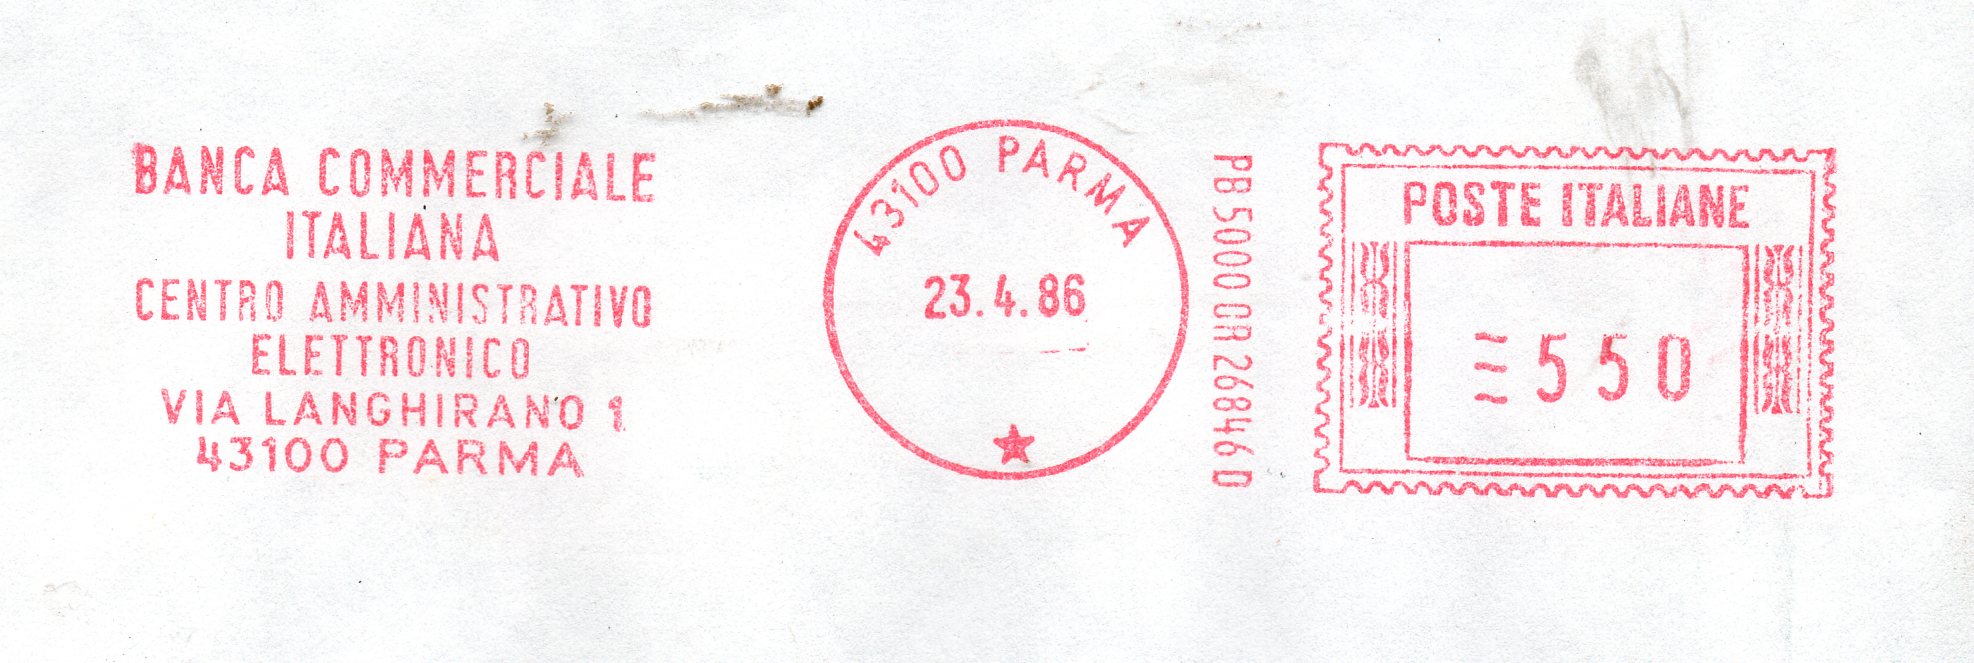 BANCA COMMERCIALE
ITALIANA
CENTRO AMMINISTRATIVO
ELETTRONICO
VIA LANGHIRANO 1
43100 PARMA
43100 PARMA
23.4.86
PB 5000 OR 26846 D
POSTE ITALIANE
550